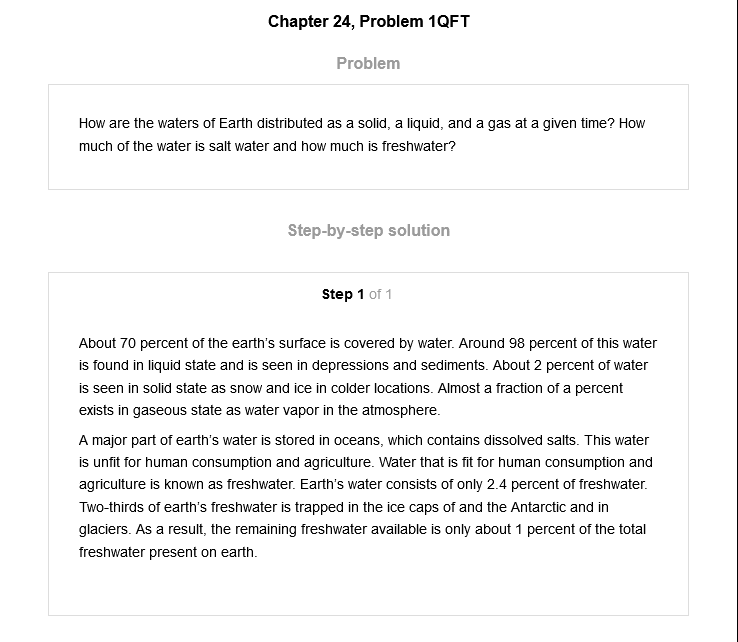 Chapter 24, Problem 1QFT
Problem
How are the waters of Earth distributed as a solid, a liquid, and a gas at a given time? How
much of the water is salt water and how much is freshwater?
Step-by-step solution
Step 1 of 1
About 70 percent of the earth's surface is covered by water. Around 98 percent of this water
is found in liquid state and is seen in depressions and sediments. About 2 percent of water
is seen in solid state as snow and ice in colder locations. Almost a fraction of a percent
exists in gaseous state as water vapor in the atmosphere.
A major part of earth's water is stored in oceans, which contains dissolved salts. This water
is unfit for human consumption and agriculture. Water that is fit for human consumption and
agriculture is known as freshwater. Earth's water consists of only 2.4 percent of freshwater.
Two-thirds of earth's freshwater is trapped in the ice caps of and the Antarctic and in
glaciers. As a result, the remaining freshwater available is only about 1 percent of the total
freshwater present on earth.